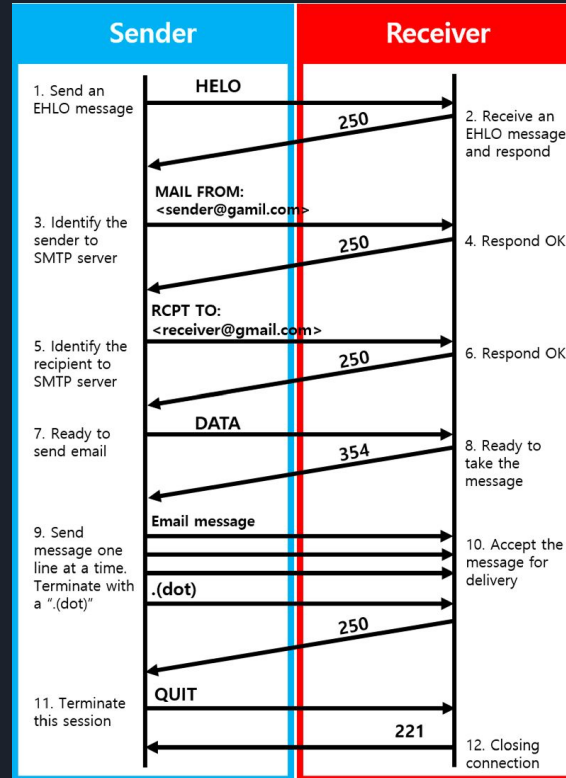 Sender
Receiver
HELO
1. Send an
EHLO message
250
2. Receive an
EHLO message
and respond
MAIL FROM:
<sender@gamil.com>
3. Identify the
sender to
SMTP server
250
4. Respond OK
RCPT TO:
<receiver@gmail.com>
5. Identify the
recipient to
SMTP server
250
6. Respond OK
7. Ready to
send email
DATA
354
8. Ready to
take the
message
Email message
9. Send
message one
line at a time.
Terminate with
a “.(dot)”
.(dot)
10. Accept the
message for
delivery
250
11. Terminate
this session
QUIT
221
12. Closing
connection